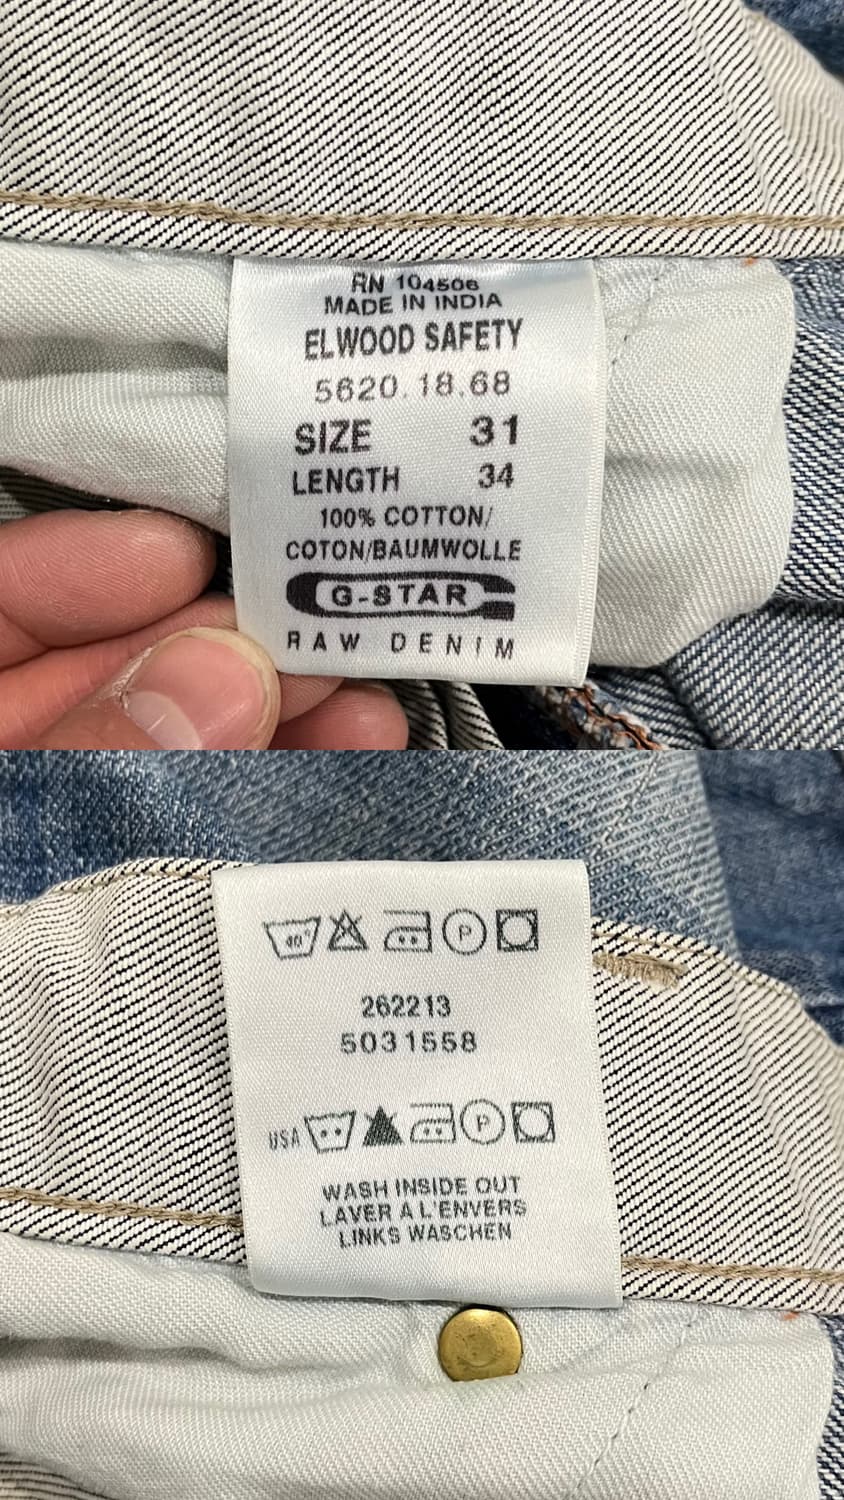 RN 104506
MADE IN INDIA
ELWOOD SAFETY
5620.18.68
SIZE 31
LENGTH 34
100% COTTON/
COTON/BAUMWOLLE
G-STAR
RAW DENIM
40° P
262213
5031558
USA P
WASH INSIDE OUT
LAVER A L'ENVERS
LINKS WASCHEN